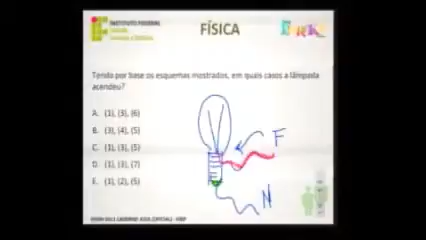 INSTITUTO FEDERAL
FÍSICA
Tendo por base os esquemas mostrados, em quais casos a lâmpada
acendeu?
A. (1), (3), (6)
B. (3), (4), (5)
C. (1), (3), (5)
D. (1), (3), (7)
E. (1), (2), (5)
F
N